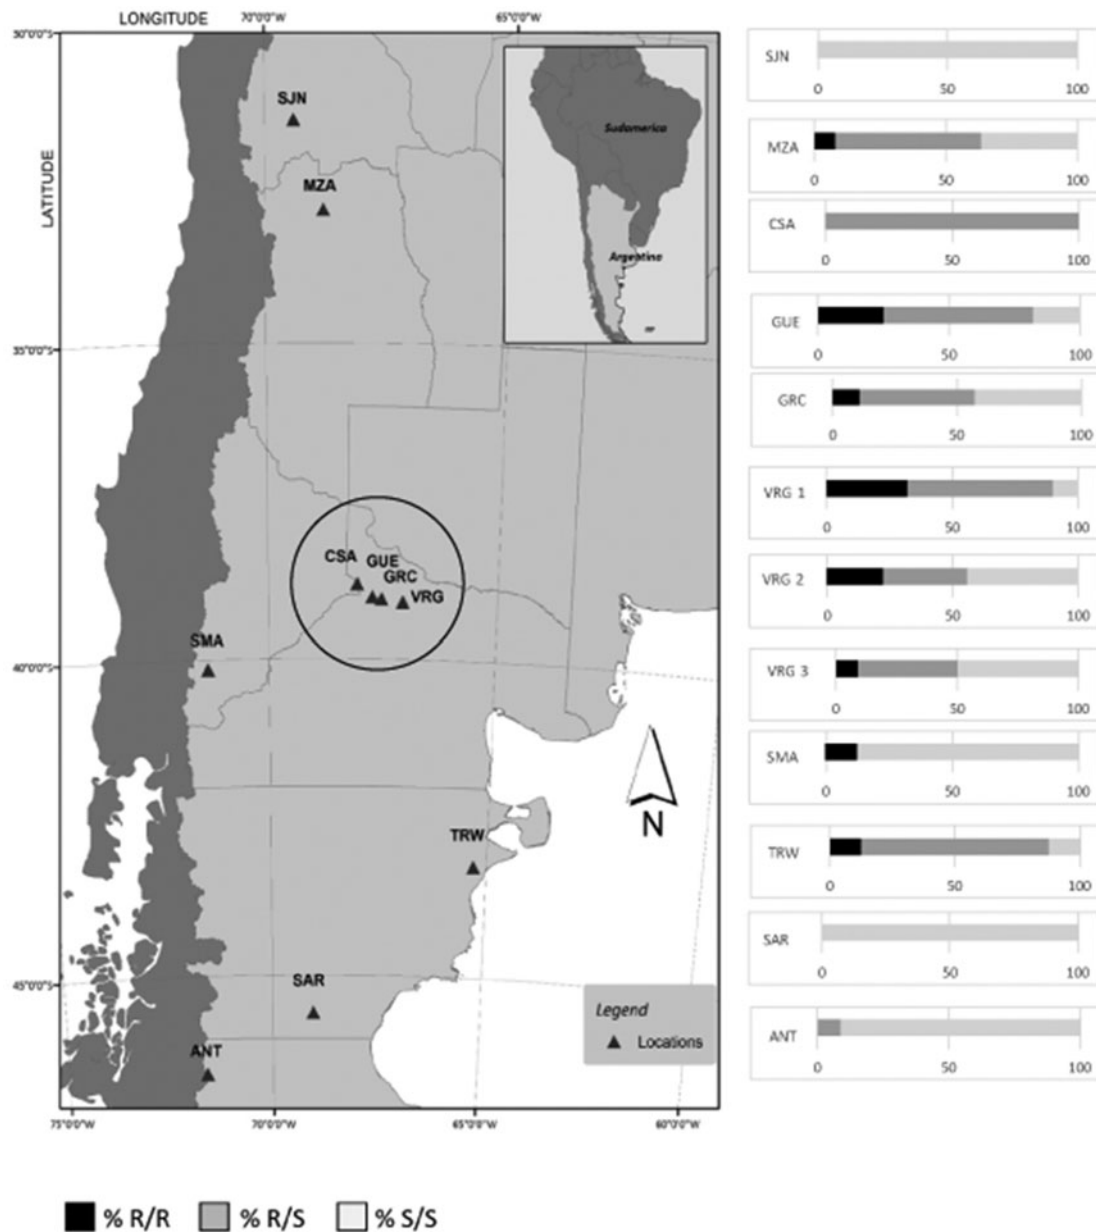 LONGITUDE
70°0'0"W
65°0'0"W
30°0'0"S
LATITUDE
SJN
MZA
Sudamerica
Argentina
35°0'0"S
CSA
GUE
GRC
VRG
SMA
40°0'0"S
N
TRW
SAR
45°0'0"S
ANT
Legend
Locations
75°0'0"W
70°0'0"W
65°0'0"W
60°0'0"W
SJN
0 50 100
MZA
0 50 100
CSA
0 50 100
GUE
0 50 100
GRC
0 50 100
VRG 1
0 50 100
VRG 2
0 50 100
VRG 3
0 50 100
SMA
0 50 100
TRW
0 50 100
SAR
0 50 100
ANT
0 50 100
% R/R % R/S % S/S